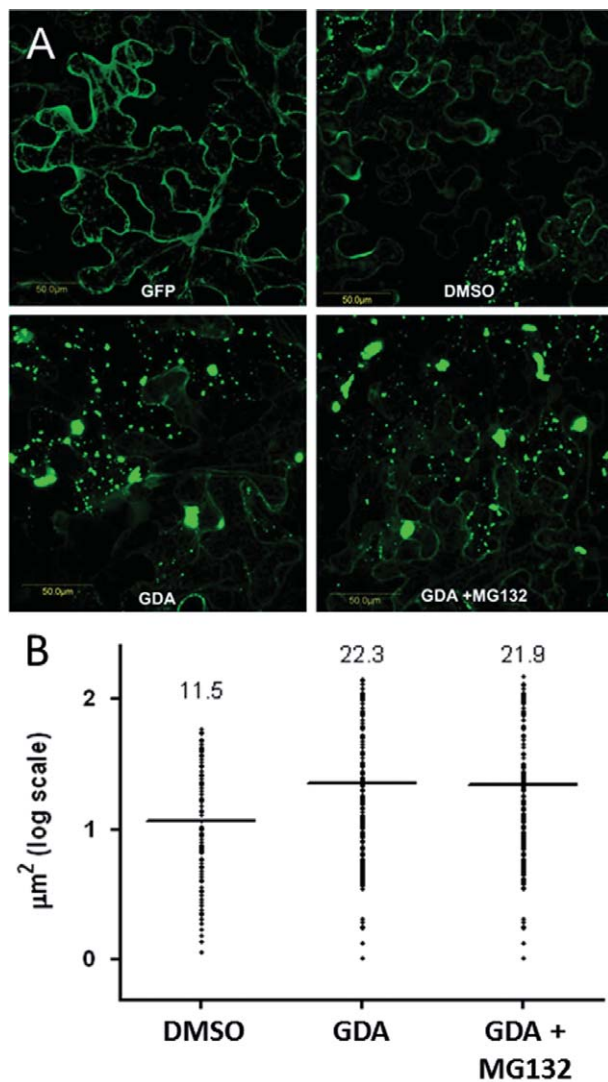 A
50.0µm
GFP
50.0µm
DMSO
50.0µm
GDA
50.0µm
GDA +MG132
B
11.5
22.3
21.9
µm² (log scale)
2
1
0
DMSO
GDA
GDA +
MG132